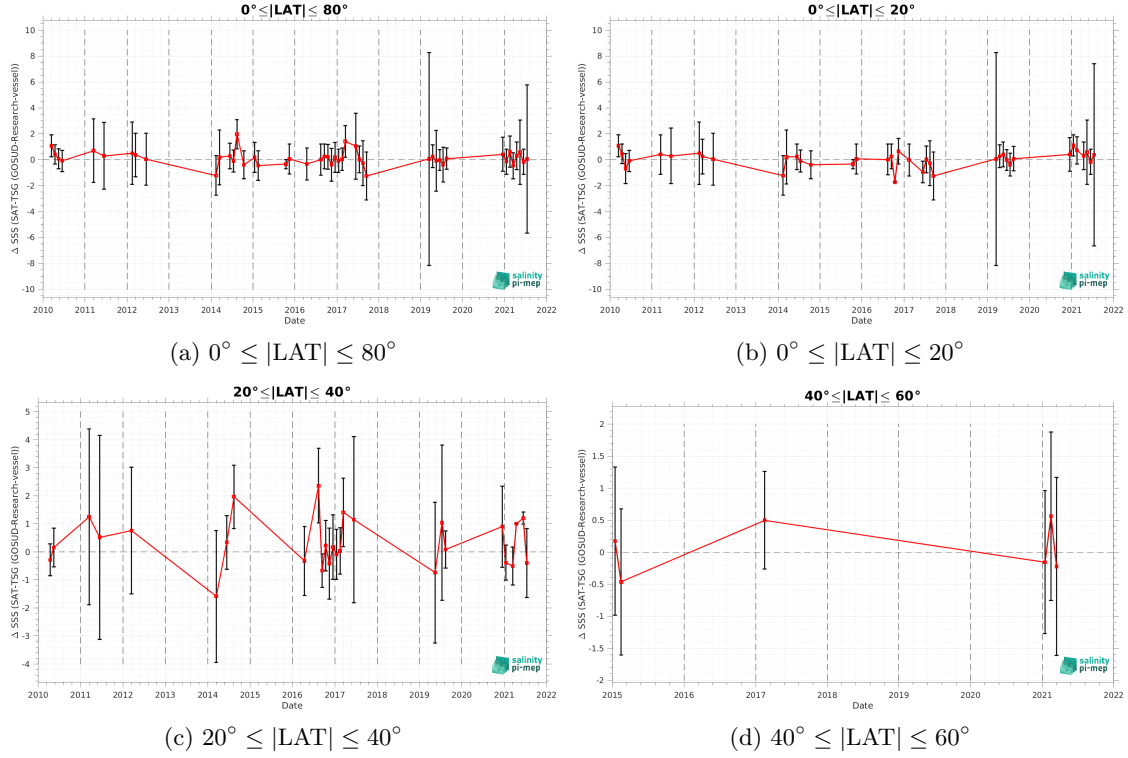 0°≤|LAT|≤ 80°
Δ SSS (SAT-TSG (GOSUD-Research-vessel))
10
8
6
4
2
0
-2
-4
-6
-8
-10
2010 2011 2012 2013 2014 2015 2016 2017 2018 2019 2020 2021 2022
Date
salinity
pi-mep
(a) 0° ≤ |LAT| ≤ 80°
0°≤|LAT|≤ 20°
Δ SSS (SAT-TSG (GOSUD-Research-vessel))
10
8
6
4
2
0
-2
-4
-6
-8
-10
2010 2011 2012 2013 2014 2015 2016 2017 2018 2019 2020 2021 2022
Date
salinity
pi-mep
(b) 0° ≤ |LAT| ≤ 20°
20°≤|LAT|≤ 40°
Δ SSS (SAT-TSG (GOSUD-Research-vessel))
5
4
3
2
1
0
-1
-2
-3
-4
2010 2011 2012 2013 2014 2015 2016 2017 2018 2019 2020 2021 2022
Date
salinity
pi-mep
(c) 20° ≤ |LAT| ≤ 40°
40°≤|LAT|≤ 60°
Δ SSS (SAT-TSG (GOSUD-Research-vessel))
2
1.5
1
0.5
0
-0.5
-1
-1.5
-2
2015 2016 2017 2018 2019 2020 2021 2022
Date
salinity
pi-mep
(d) 40° ≤ |LAT| ≤ 60°